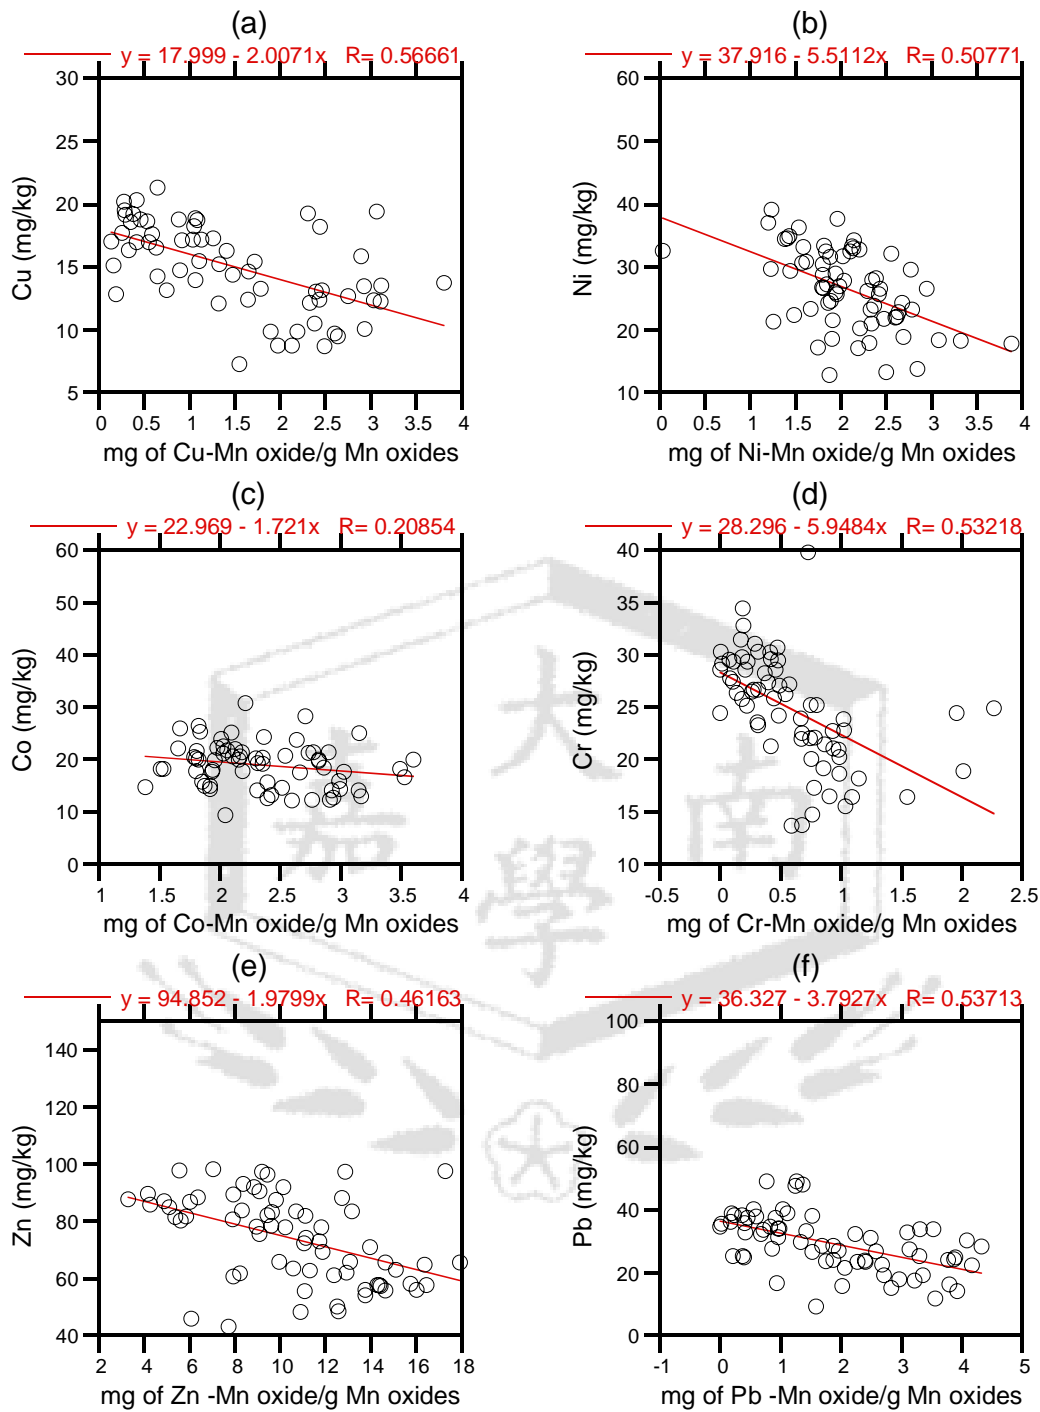 (a)
y = 17.999 - 2.0071x R= 0.56661
30
25
20
15
10
5
Cu (mg/kg)
0 0.5 1 1.5 2 2.5 3 3.5 4
mg of Cu-Mn oxide/g Mn oxides
(b)
y = 37.916 - 5.5112x R= 0.50771
60
50
40
30
20
10
Ni (mg/kg)
0 0.5 1 1.5 2 2.5 3 3.5 4
mg of Ni-Mn oxide/g Mn oxides
(c)
y = 22.969 - 1.721x R= 0.20854
60
50
40
30
20
10
0
Co (mg/kg)
1 1.5 2 2.5 3 3.5 4
mg of Co-Mn oxide/g Mn oxides
(d)
y = 28.296 - 5.9484x R= 0.53218
40
35
30
25
20
15
10
Cr (mg/kg)
-0.5 0 0.5 1 1.5 2 2.5
mg of Cr-Mn oxide/g Mn oxides
(e)
y = 94.852 - 1.9799x R= 0.46163
140
120
100
80
60
40
Zn (mg/kg)
2 4 6 8 10 12 14 16 18
mg of Zn -Mn oxide/g Mn oxides
(f)
y = 36.327 - 3.7927x R= 0.53713
100
80
60
40
20
0
Pb (mg/kg)
-1 0 1 2 3 4 5
mg of Pb -Mn oxide/g Mn oxides
大
嘉 南
學